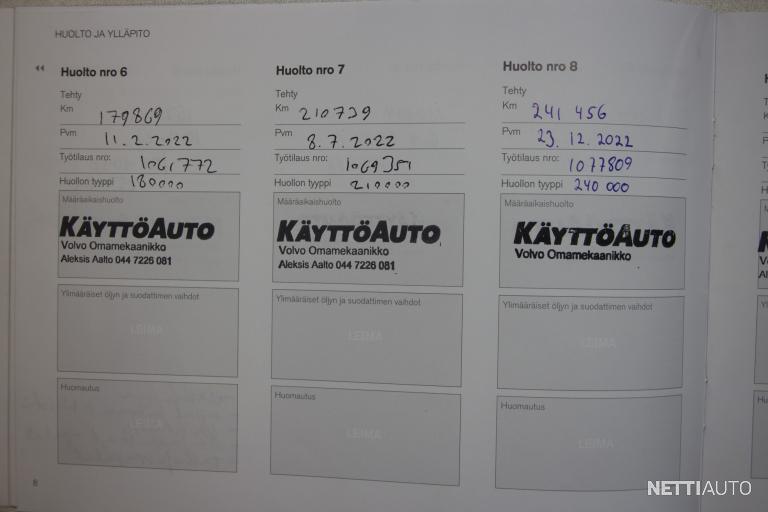 HUOLTO JA YLLÄPITO
Huolto nro 6
Tehty
Km 179869
Pvm 11.2.2022
Työtilaus nro: 1061772
Huollon tyyppi 180000
Määräaikaishuolto
KÄYTTÖAUTO
Volvo Omamekaanikko
Aleksis Aalto 044 7226 081
Ylimääräiset öljyn ja suodattimen vaihdot
LEIMA
Huomautus
LEIMA
8
Huolto nro 7
Tehty
Km 210739
Pvm 8.7.2022
Työtilaus nro: 1069351
Huollon tyyppi 210000
Määräaikaishuolto
KÄYTTÖAUTO
Volvo Omamekaanikko
Aleksis Aalto 044 7226 081
Ylimääräiset öljyn ja suodattimen vaihdot
LEIMA
Huomautus
LEIMA
Huolto nro 8
Tehty
Km 241 456
Pvm 23.12.2022
Työtilaus nro: 1077809
Huollon tyyppi 240 000
Määräaikaishuolto
KÄYTTÖAUTO
Volvo Omamekaanikko
Ylimääräiset öljyn ja suodattimen vaihdot
LEIMA
Huomautus
LEIMA
NETTIAUTO